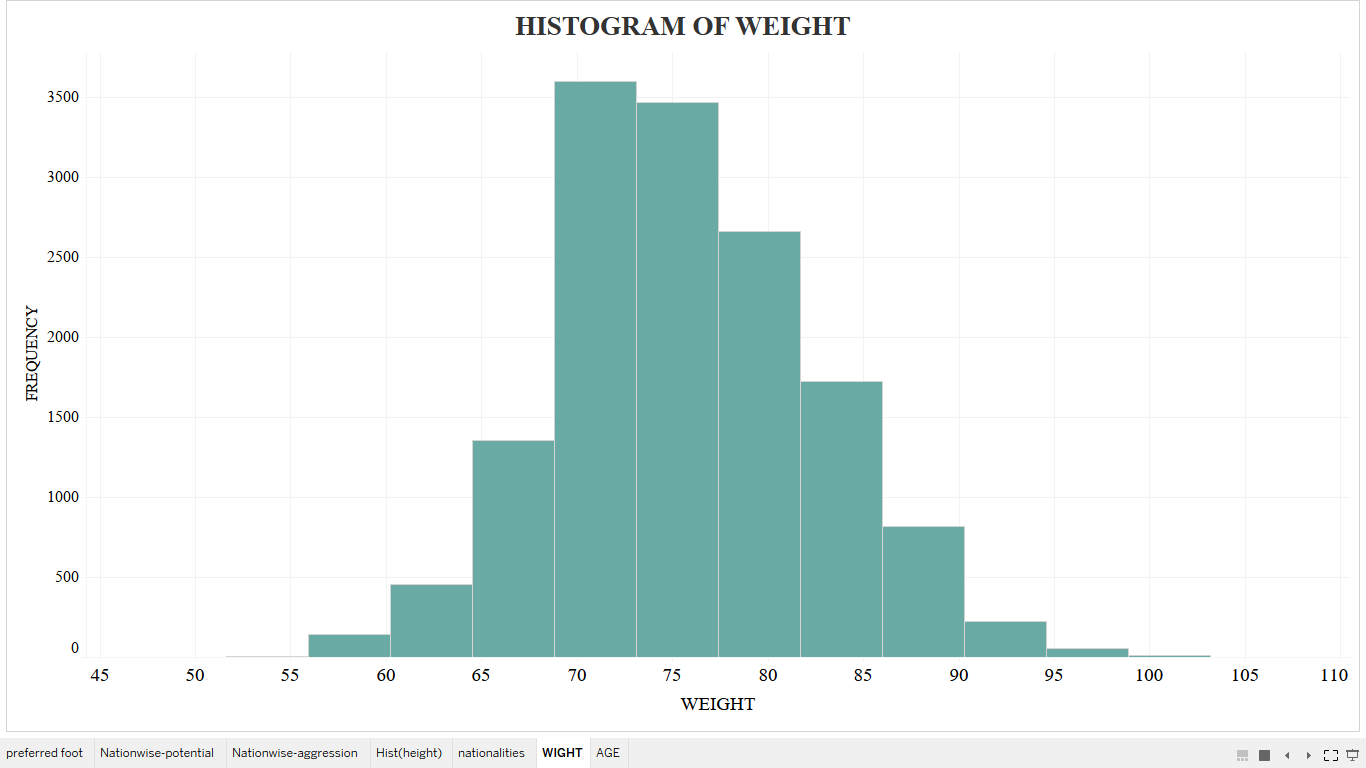 HISTOGRAM OF WEIGHT
3500
3000
2500
2000
1500
1000
500
0
FREQUENCY
45 50 55 60 65 70 75 80 85 90 95 100 105 110
WEIGHT
preferred foot Nationwise-potential Nationwise-aggression Hist(height) nationalities WIGHT AGE